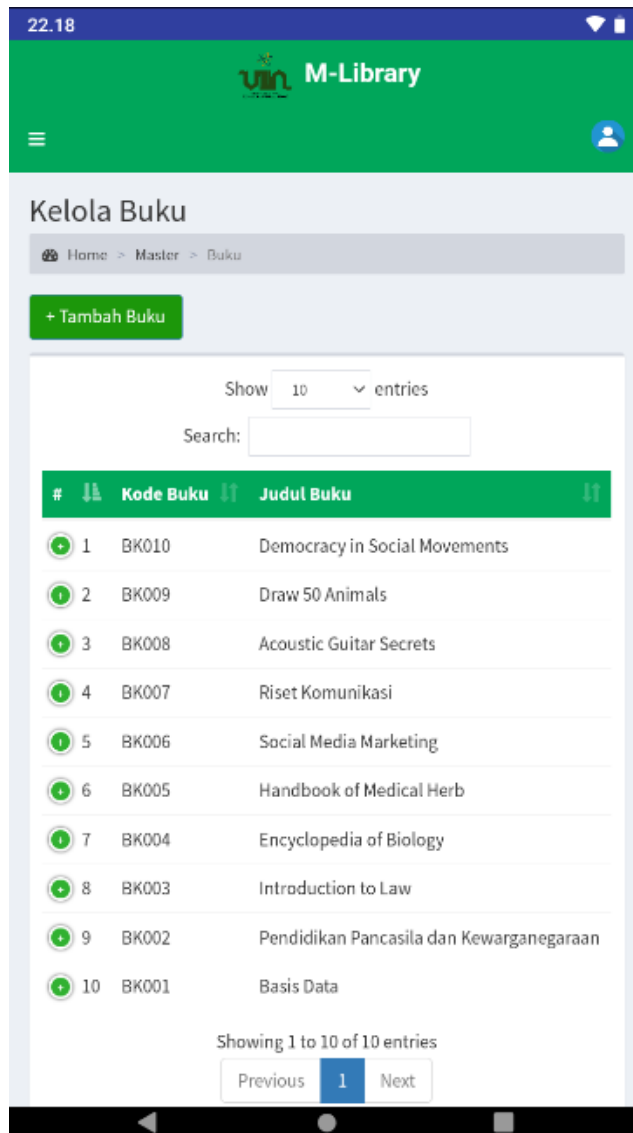 22.18
UIN M-Library
Kelola Buku
Home > Master > Buku
+ Tambah Buku
Show 10 entries
Search:
# Kode Buku Judul Buku
1 BK010 Democracy in Social Movements
2 BK009 Draw 50 Animals
3 BK008 Acoustic Guitar Secrets
4 BK007 Riset Komunikasi
5 BK006 Social Media Marketing
6 BK005 Handbook of Medical Herb
7 BK004 Encyclopedia of Biology
8 BK003 Introduction to Law
9 BK002 Pendidikan Pancasila dan Kewarganegaraan
10 BK001 Basis Data
Showing 1 to 10 of 10 entries
Previous 1 Next